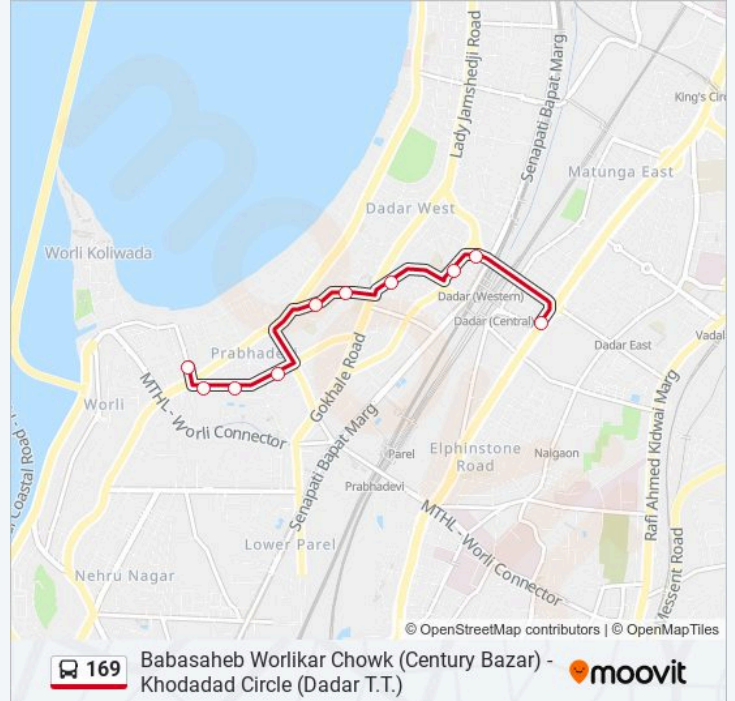 Lady Jamshedji Road
Senapati Bapat Marg
King's Circ
Matunga East
Dadar West
Worli Koliwada
Dadar (Western)
Dadar (Central)
Dadar East
Vadal
Prabhadevi
Gokhale Road
Worli
MTHL - Worli Connector
Senapati Bapat Marg
Parel
Elphinstone
Road
Naigaon
Rafi Ahmed Kidwai Marg
Prabhadevi
Coastal Road -
MTHL - Worli Connector
Lower Parel
Nehru Nagar
Messent Road
© OpenStreetMap contributors | © OpenMapTiles
169
Babasaheb Worlikar Chowk (Century Bazar) -
Khodadad Circle (Dadar T.T.)
moovit